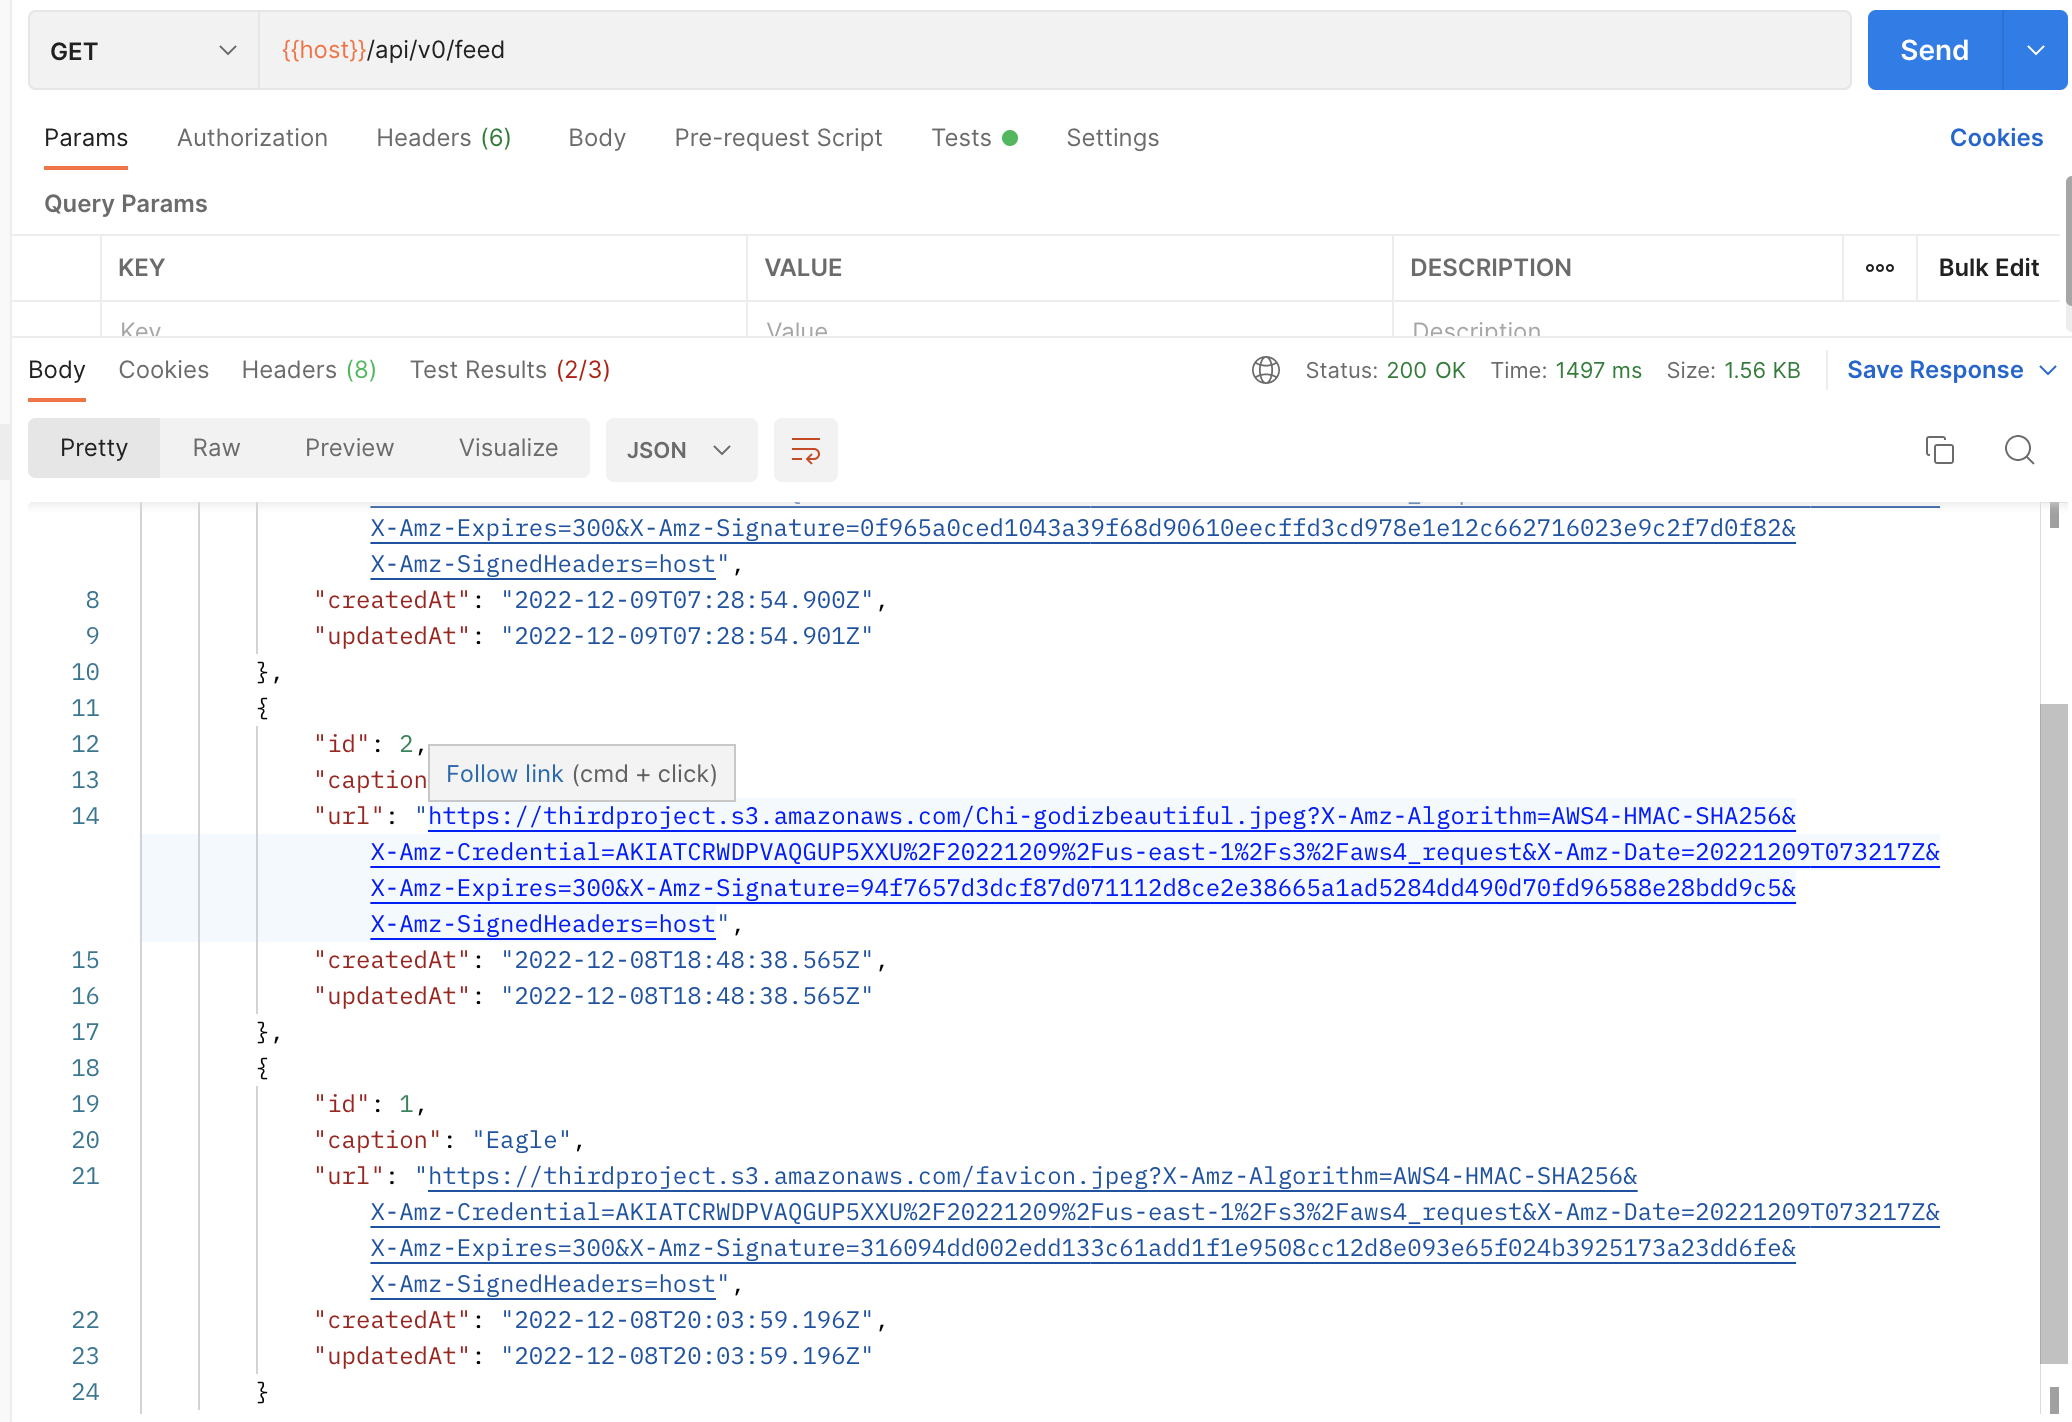 GET {{host}}/api/v0/feed Send
Params Authorization Headers (6) Body Pre-request Script Tests Settings Cookies
Query Params
KEY VALUE DESCRIPTION ooo Bulk Edit
Key Value Description
Body Cookies Headers (8) Test Results (2/3) Status: 200 OK Time: 1497 ms Size: 1.56 KB Save Response
Pretty Raw Preview Visualize JSON
X-Amz-Expires=300&X-Amz-Signature=0f965a0ced1043a39f68d90610eecffd3cd978e1e12c662716023e9c2f7d0f82&
X-Amz-SignedHeaders=host",
8 "createdAt": "2022-12-09T07:28:54.900Z",
9 "updatedAt": "2022-12-09T07:28:54.901Z"
10 },
11 {
12 "id": 2,
Follow link (cmd + click)
13 "caption
14 "url": "https://thirdproject.s3.amazonaws.com/Chi-godizbeautiful.jpeg?X-Amz-Algorithm=AWS4-HMAC-SHA256&
X-Amz-Credential=AKIATCRWDPVAQGUP5XXU%2F20221209%2Fus-east-1%2Fs3%2Faws4_request&X-Amz-Date=20221209T073217Z&
X-Amz-Expires=300&X-Amz-Signature=94f7657d3dcf87d071112d8ce2e38665a1ad5284dd490d70fd96588e28bdd9c5&
X-Amz-SignedHeaders=host",
15 "createdAt": "2022-12-08T18:48:38.565Z",
16 "updatedAt": "2022-12-08T18:48:38.565Z"
17 },
18 {
19 "id": 1,
20 "caption": "Eagle",
21 "url": "https://thirdproject.s3.amazonaws.com/favicon.jpeg?X-Amz-Algorithm=AWS4-HMAC-SHA256&
X-Amz-Credential=AKIATCRWDPVAQGUP5XXU%2F20221209%2Fus-east-1%2Fs3%2Faws4_request&X-Amz-Date=20221209T073217Z&
X-Amz-Expires=300&X-Amz-Signature=316094dd002edd133c61add1f1e9508cc12d8e093e65f024b3925173a23dd6fe&
X-Amz-SignedHeaders=host",
22 "createdAt": "2022-12-08T20:03:59.196Z",
23 "updatedAt": "2022-12-08T20:03:59.196Z"
24 }